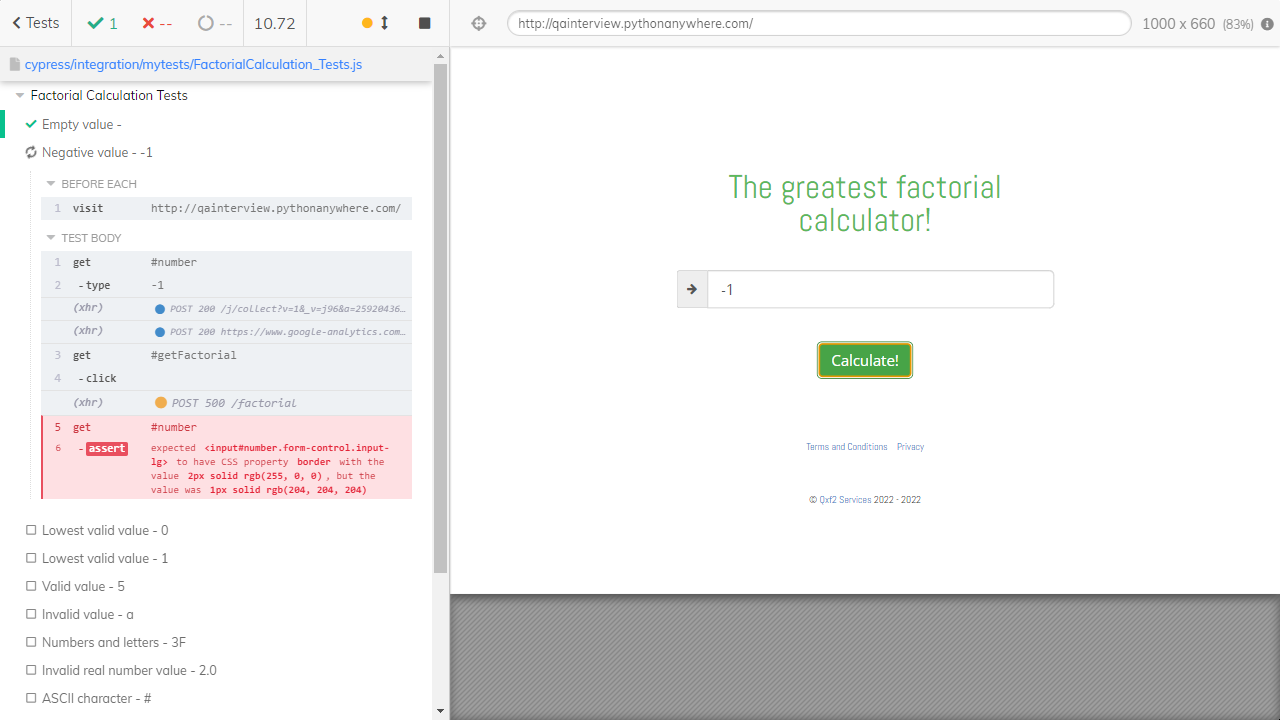 Tests
1
--
--
10.72
http://qainterview.pythonanywhere.com/
1000 x 660 (83%)
cypress/integration/mytests/FactorialCalculation_Tests.js
Factorial Calculation Tests
Empty value -
Negative value - -1
BEFORE EACH
1 visit http://qainterview.pythonanywhere.com/
TEST BODY
1 get #number
2 -type -1
(xhr) POST 200 /j/collect?v=1&_v=j96&a=25920436…
(xhr) POST 200 https://www.google-analytics.com…
3 get #getFactorial
4 -click
(xhr) POST 500 /factorial
5 get #number
6 -assert expected <input#number.form-control.input-
lg> to have CSS property border with the
value 2px solid rgb(255, 0, 0), but the
value was 1px solid rgb(204, 204, 204)
Lowest valid value - 0
Lowest valid value - 1
Valid value - 5
Invalid value - a
Numbers and letters - 3F
Invalid real number value - 2.0
ASCII character - #
The greatest factorial
calculator!
-1
Calculate!
Terms and Conditions Privacy
© Qxf2 Services 2022 - 2022